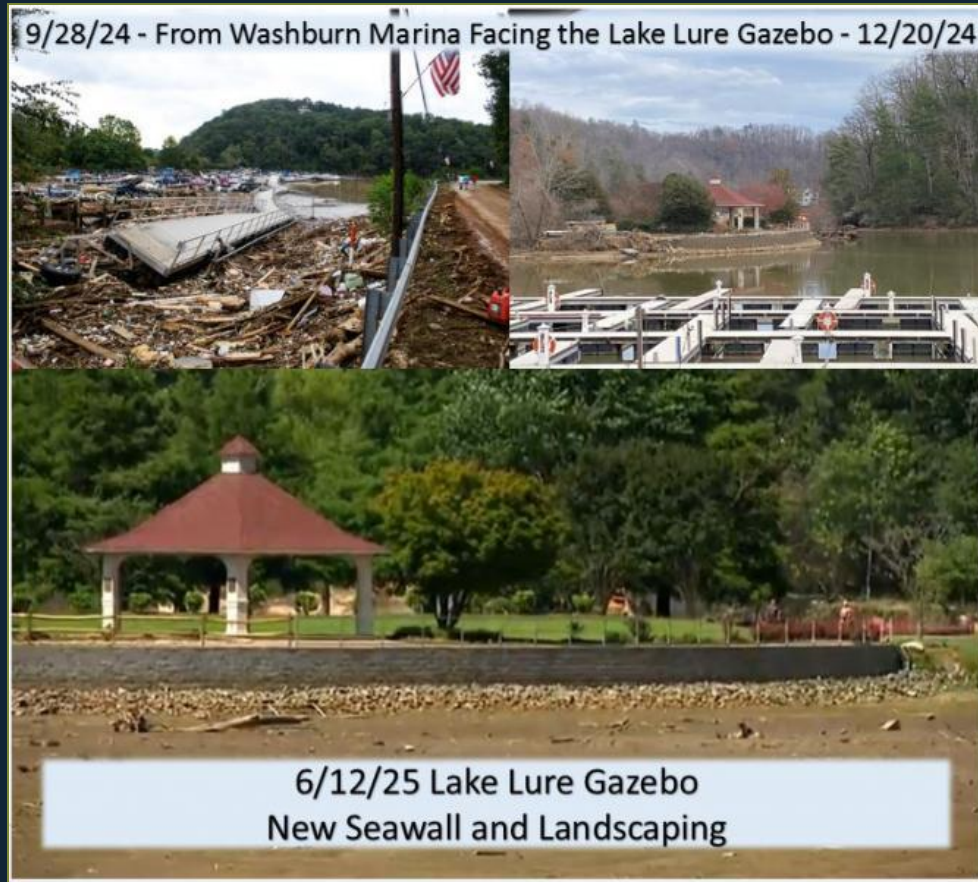 9/28/24 - From Washburn Marina Facing the Lake Lure Gazebo - 12/20/24
6/12/25 Lake Lure Gazebo
New Seawall and Landscaping